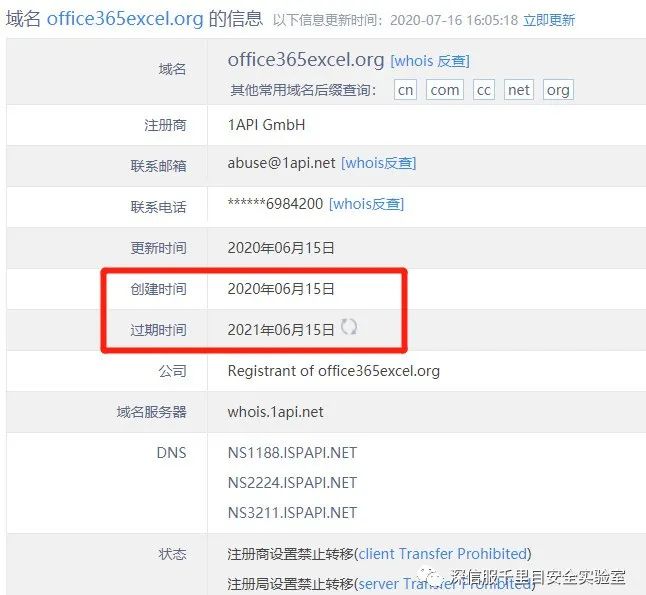 域名 office365excel.org 的信息 以下信息更新时间：2020-07-16 16:05:18 立即更新
域名 office365excel.org [whois 反查]
其他常用域名后缀查询： cn com cc net org
注册商 1API GmbH
联系邮箱 abuse@1api.net [whois反查]
联系电话 ******6984200 [whois反查]
更新时间 2020年06月15日
创建时间 2020年06月15日
过期时间 2021年06月15日
公司 Registrant of office365excel.org
域名服务器 whois.1api.net
DNS NS1188.ISPAPI.NET
NS2224.ISPAPI.NET
NS3211.ISPAPI.NET
状态 注册商设置禁止转移(client Transfer Prohibited)
注册局设置禁止转移(server Transfer Prohibited)
深信服千里目安全实验室